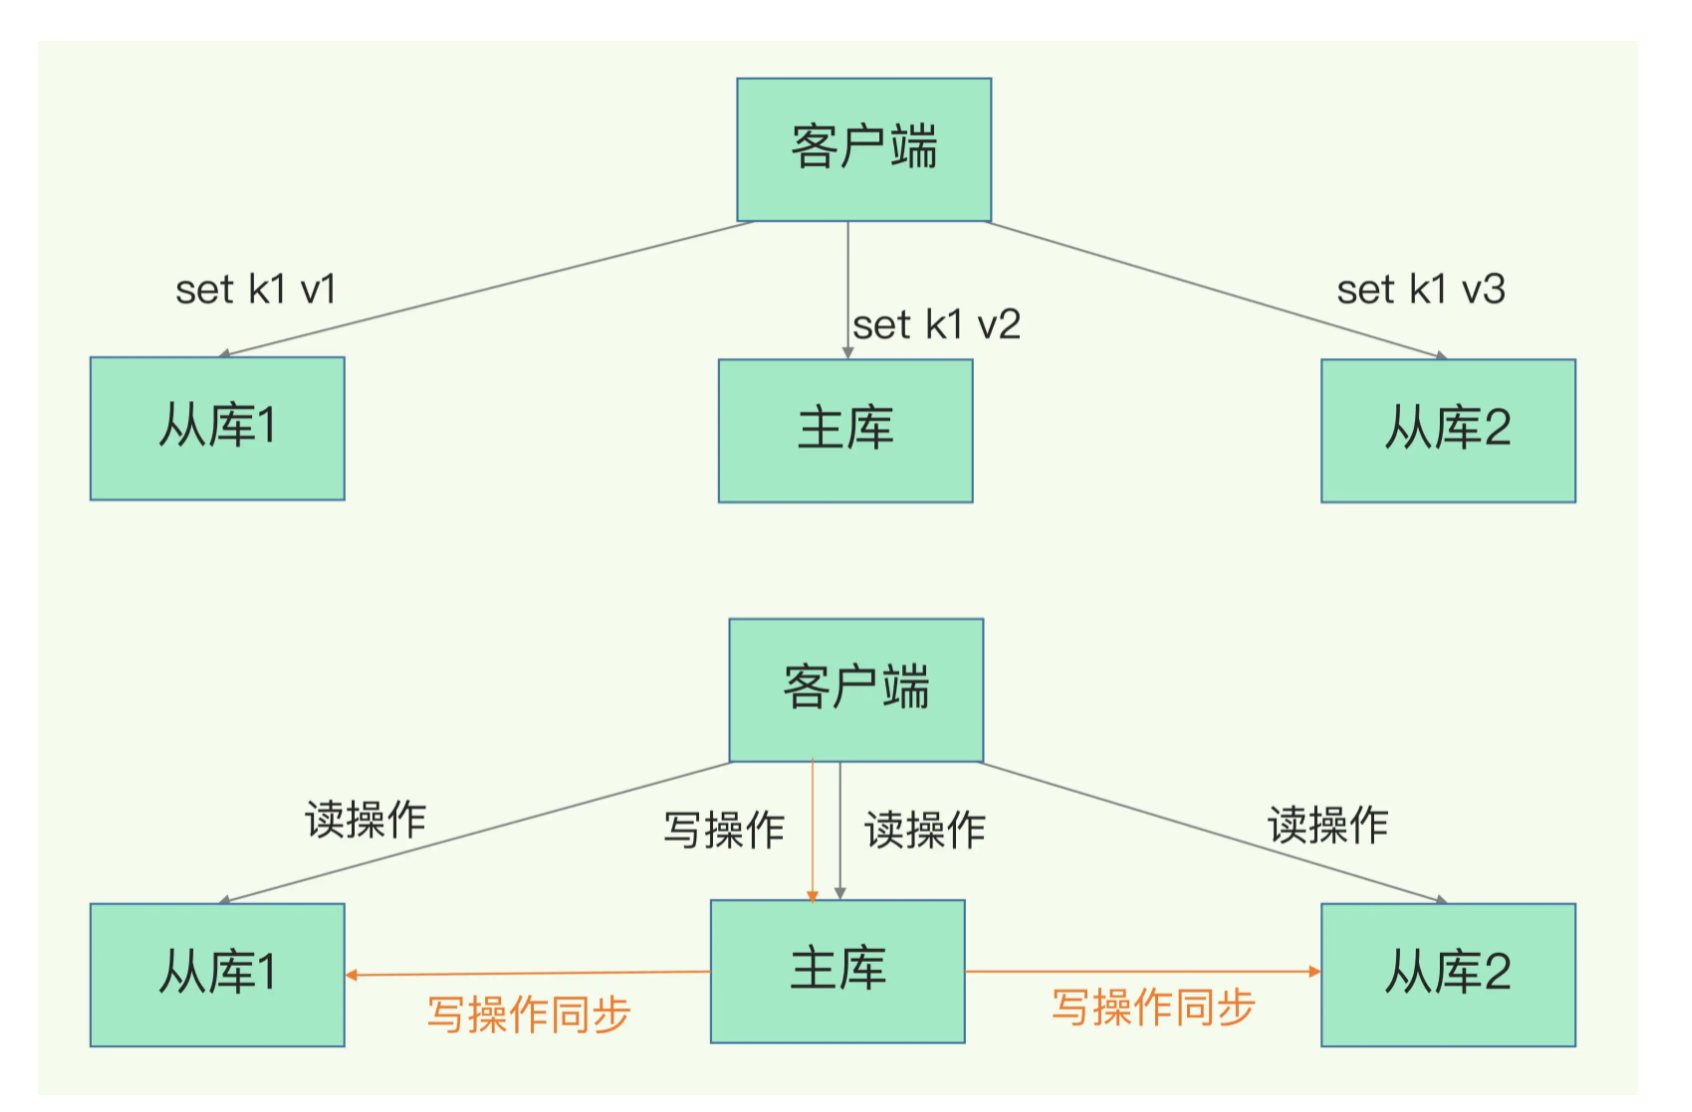 客户端
set k1 v1
set k1 v2
set k1 v3
从库1
主库
从库2
客户端
读操作
写操作
读操作
读操作
从库1
主库
从库2
写操作同步
写操作同步